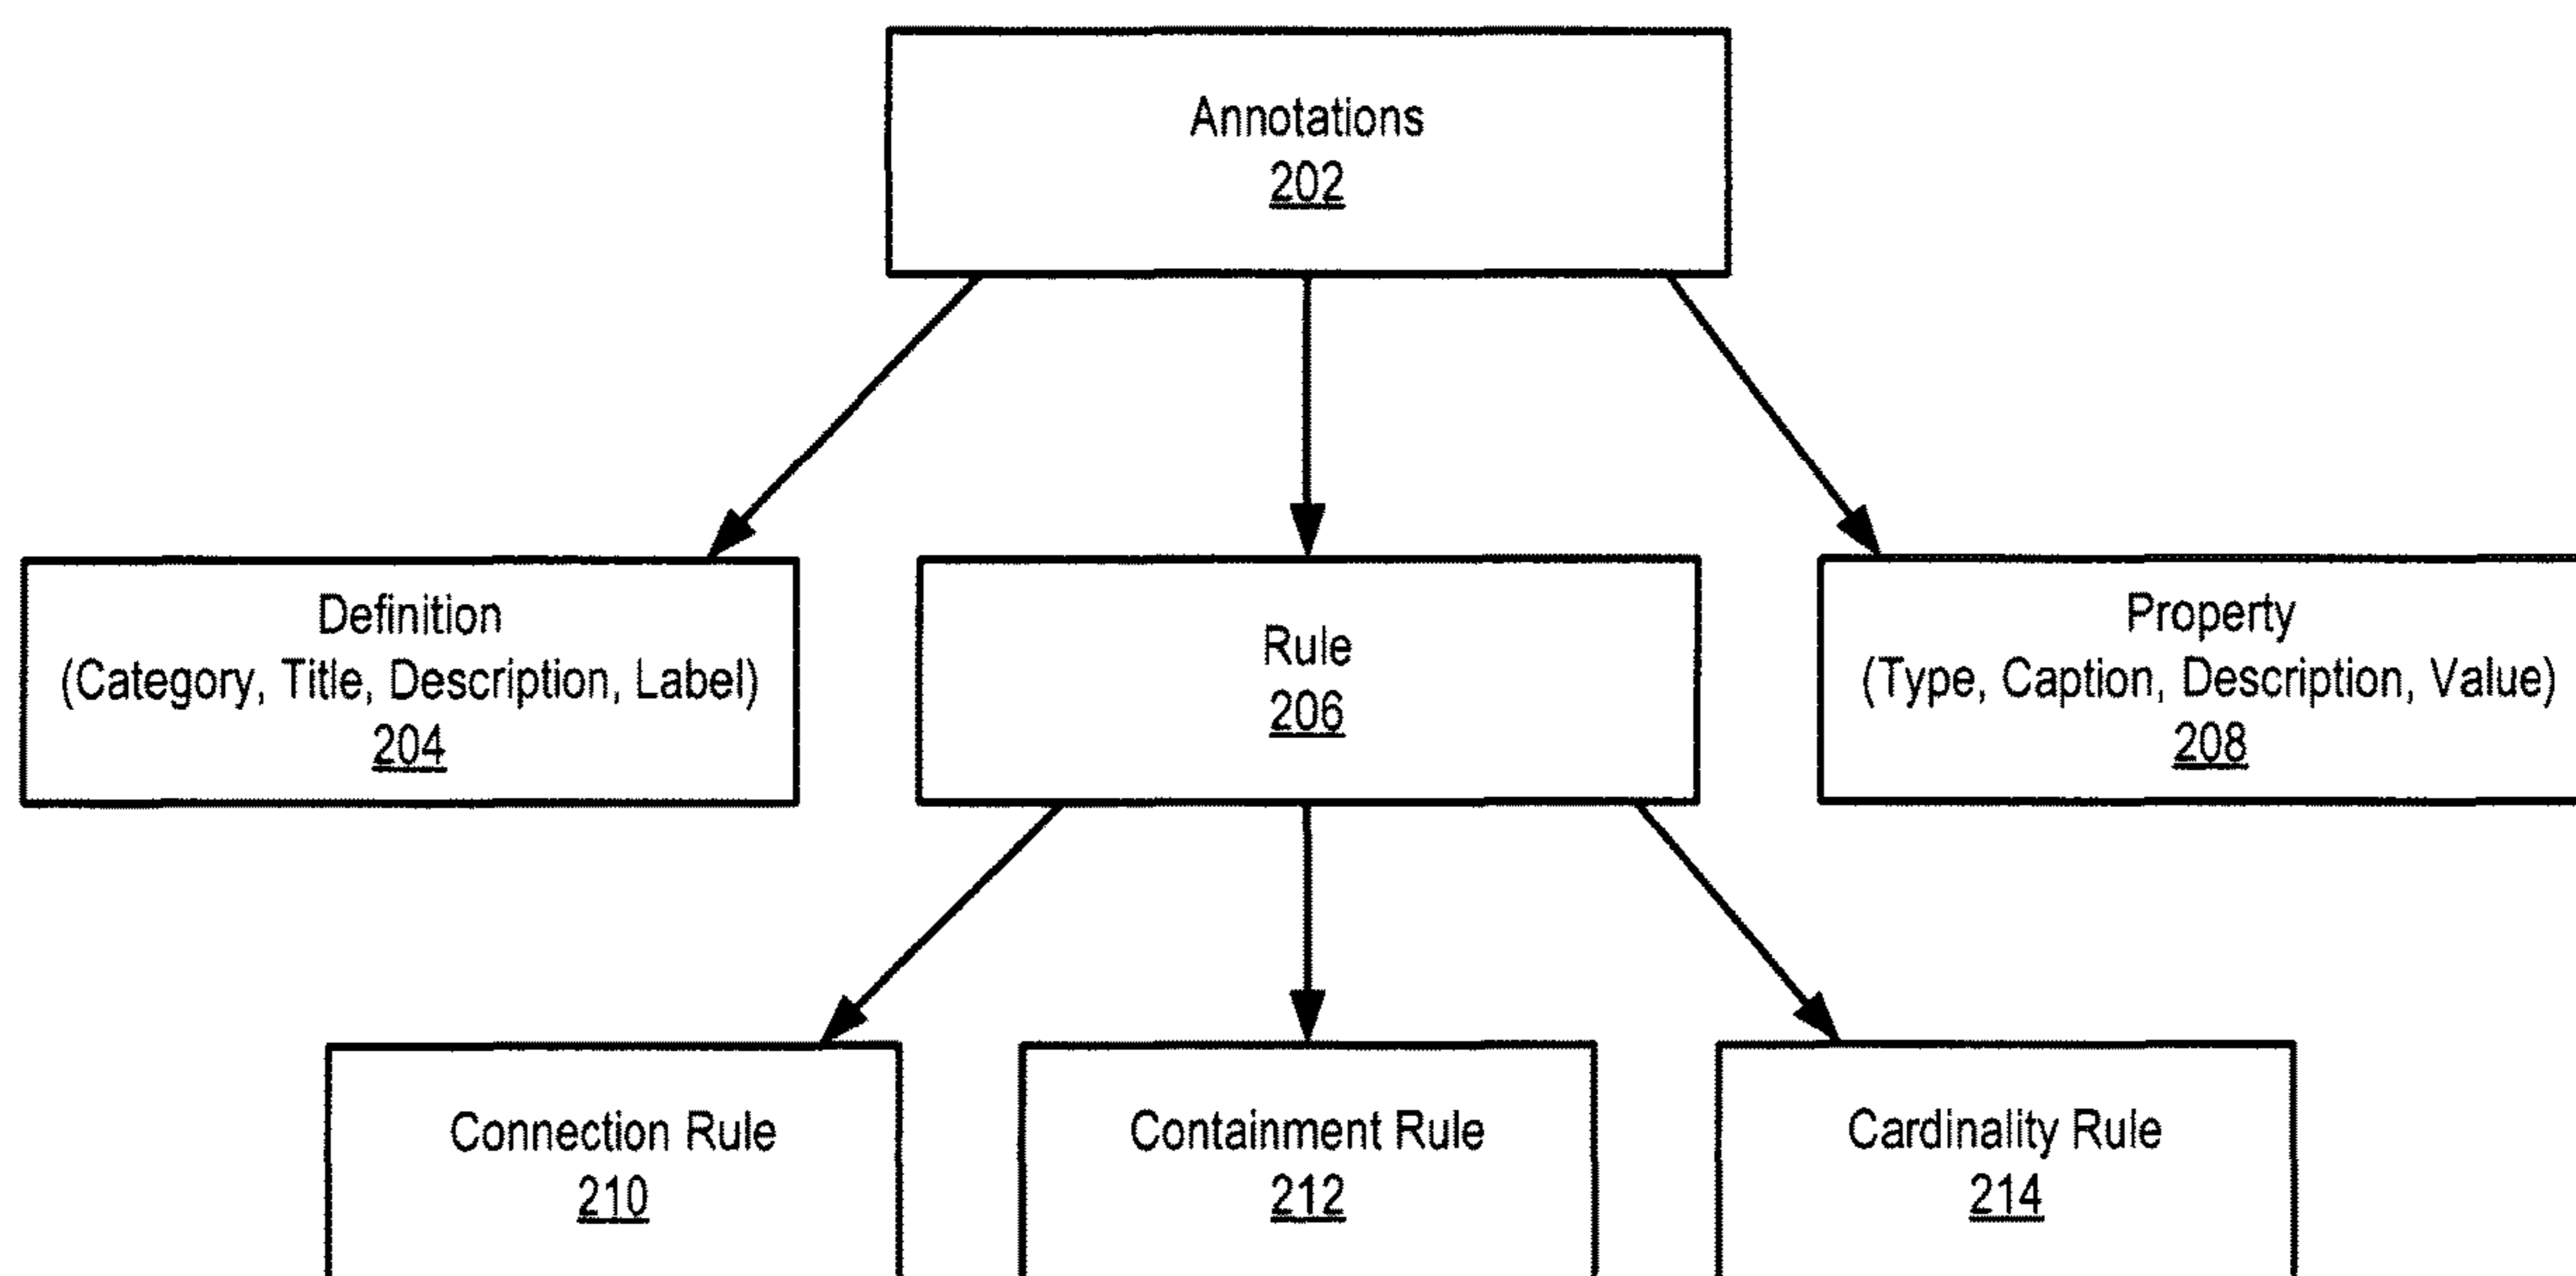 Annotations
202
Definition
(Category, Title, Description, Label)
204
Rule
206
Property
(Type, Caption, Description, Value)
208
Connection Rule
210
Containment Rule
212
Cardinality Rule
214